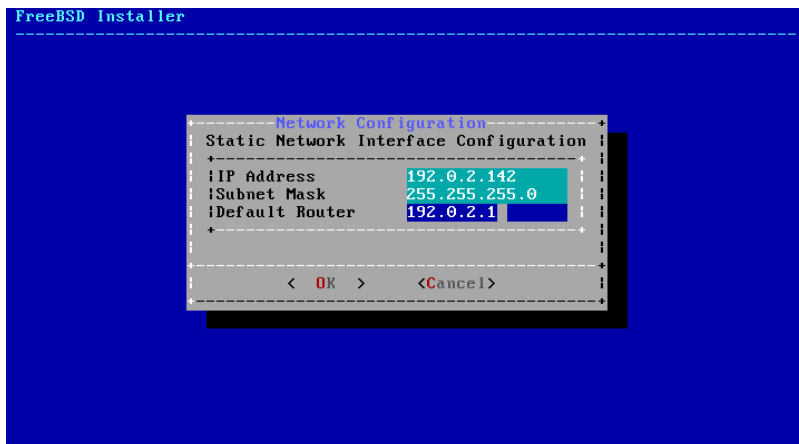 FreeBSD Installer
Network Configuration
Static Network Interface Configuration
IP Address 192.0.2.142
Subnet Mask 255.255.255.0
Default Router 192.0.2.1
< OK > <Cancel>